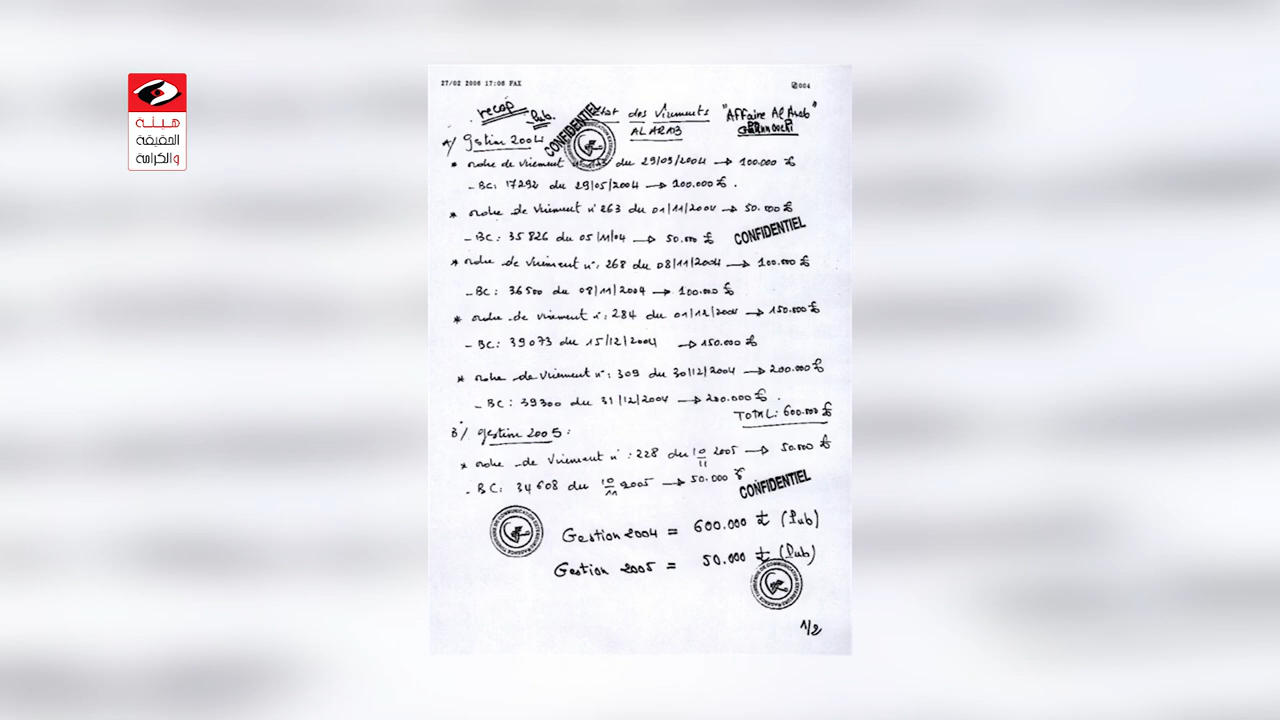 هيئة
الحقيقة
والكرامة
27/02 2006 17:06 FAX
004
recap Pub. Etat des Virements "Affaire Al Arab"
CONFIDENTIEL
AL ARAB
A/ gestion 2004
* ordre de virement du 29/05/2004 → 100.000 £
- BC: 17292 du 29/05/2004 → 100.000 £.
* ordre de virement n° 263 du 01/11/2004 → 50.000 £
- BC: 35826 du 05/11/04 → 50.000 £
CONFIDENTIEL
* ordre de virement n°: 268 du 08/11/2004 → 100.000 £
- BC: 36500 du 08/11/2004 → 100.000 £
* ordre de virement n°: 284 du 01/12/2004 → 150.000 £
- BC: 39073 du 15/12/2004 → 150.000 £
* ordre de virement n°: 309 du 30/12/2004 → 200.000 £
- BC: 39300 du 31/12/2004 → 200.000 £.
TOTAL: 600.000 £
B/ gestion 2005:
* ordre de virement n°: 228 du 10/11 2005 → 50.000 £
- BC: 34608 du 10/11 2005 → 50.000 £
CONFIDENTIEL
Gestion 2004 = 600.000 £ (Pub)
Gestion 2005 = 50.000 £ (Pub)
1/2